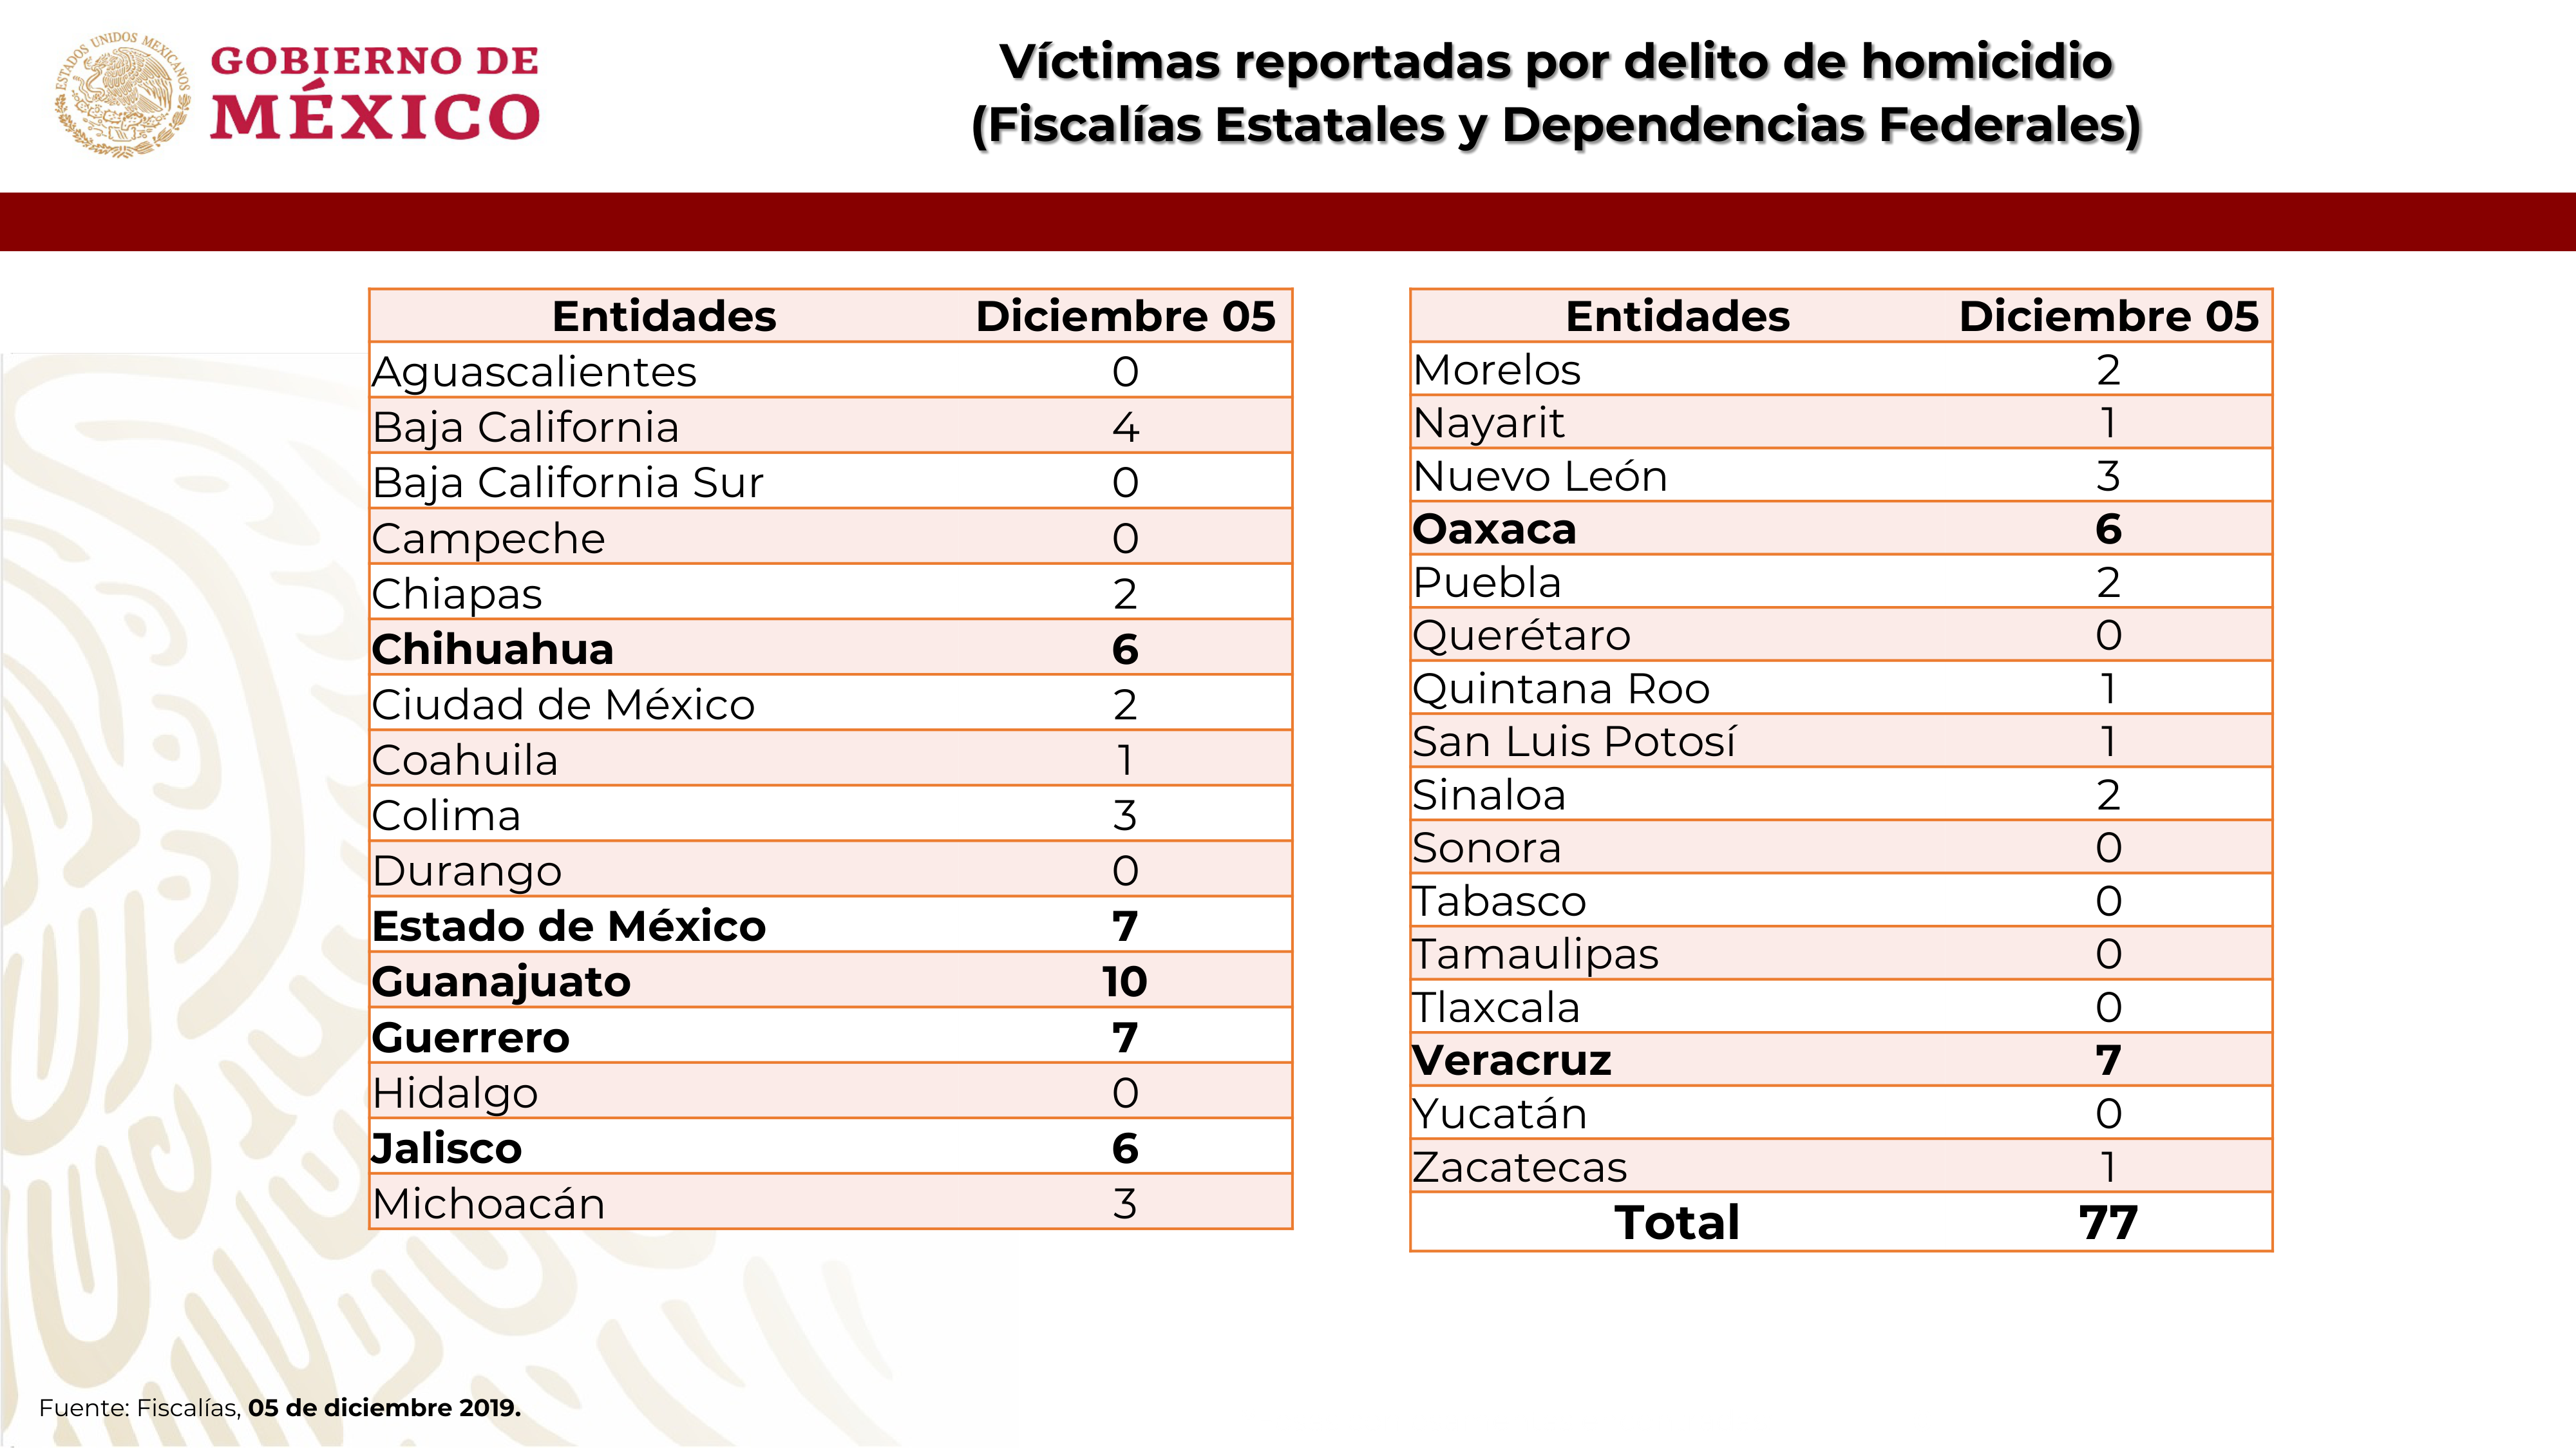 ESTADOS UNIDOS MEXICANOS
GOBIERNO DE
MÉXICO
Víctimas reportadas por delito de homicidio
(Fiscalías Estatales y Dependencias Federales)
Entidades Diciembre 05
Aguascalientes 0
Baja California 4
Baja California Sur 0
Campeche 0
Chiapas 2
Chihuahua 6
Ciudad de México 2
Coahuila 1
Colima 3
Durango 0
Estado de México 7
Guanajuato 10
Guerrero 7
Hidalgo 0
Jalisco 6
Michoacán 3
Entidades Diciembre 05
Morelos 2
Nayarit 1
Nuevo León 3
Oaxaca 6
Puebla 2
Querétaro 0
Quintana Roo 1
San Luis Potosí 1
Sinaloa 2
Sonora 0
Tabasco 0
Tamaulipas 0
Tlaxcala 0
Veracruz 7
Yucatán 0
Zacatecas 1
Total 77
Fuente: Fiscalías, 05 de diciembre 2019.